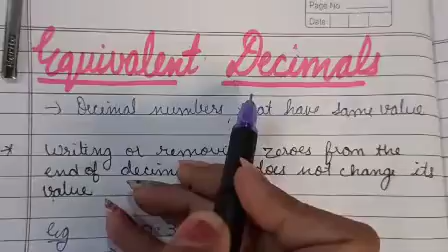 Page No.
Date
Equivalent Decimals
→ Decimal numbers, that have same value
* Writing or removing zeroes from the
end of decimal does not change its
value
Eg